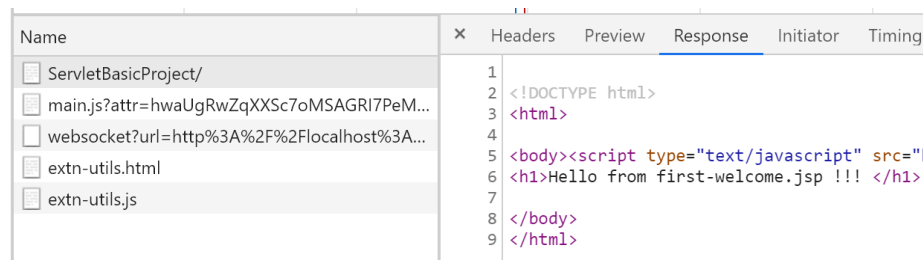 Name
ServletBasicProject/
main.js?attr=hwaUgRwZqXXSc7oMSAGRI7PeM...
websocket?url=http%3A%2F%2Flocalhost%3A...
extn-utils.html
extn-utils.js
× Headers Preview Response Initiator Timing
1
2 <!DOCTYPE html>
3 <html>
4
5 <body><script type="text/javascript" src="
6 <h1>Hello from first-welcome.jsp !!! </h1>
7
8 </body>
9 </html>